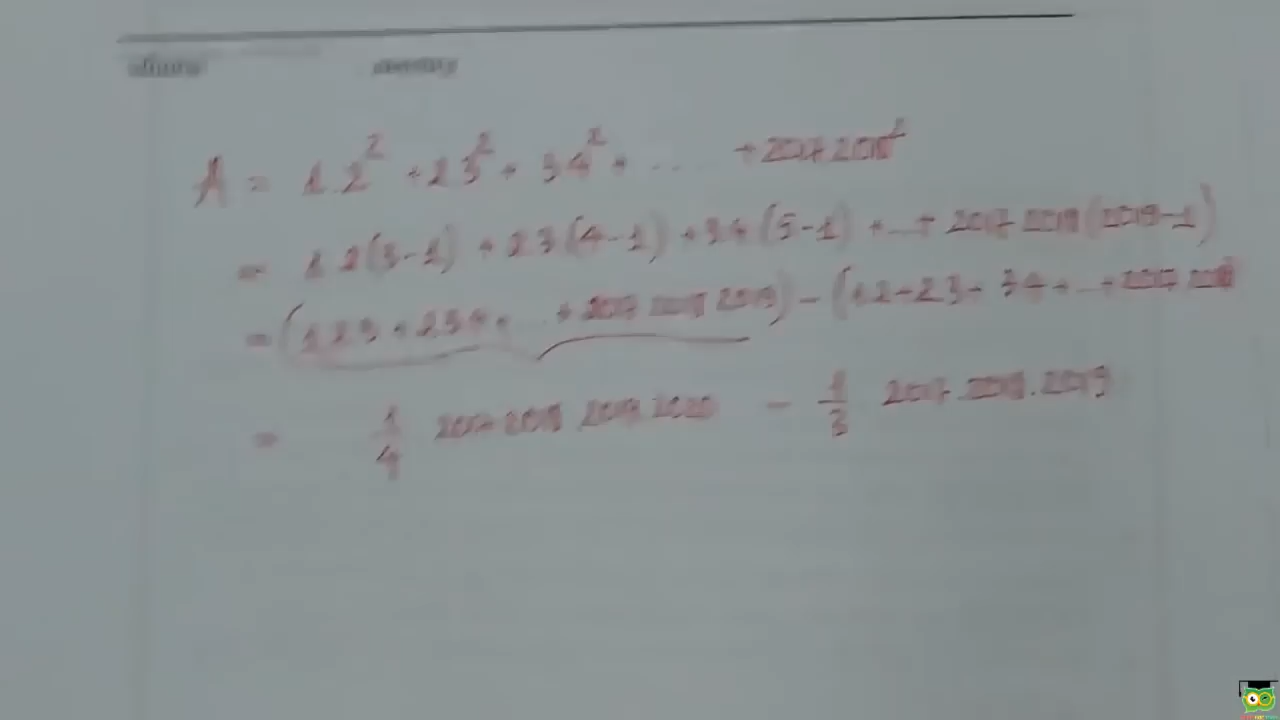 A = 1.2² + 2.3² + 3.4² + .... + 2017.2018²
= 1.2(3-1) + 2.3(4-1) + 3.4(5-1) + ...+ 2017.2018(2019-1)
= (1.2.3 + 2.3.4 + ... + 2017.2018.2019) - (1.2+2.3+ 3.4+...+2017.2018)
= 1/4 2017.2018.2019.2020 - 1/3 2017.2018.2019